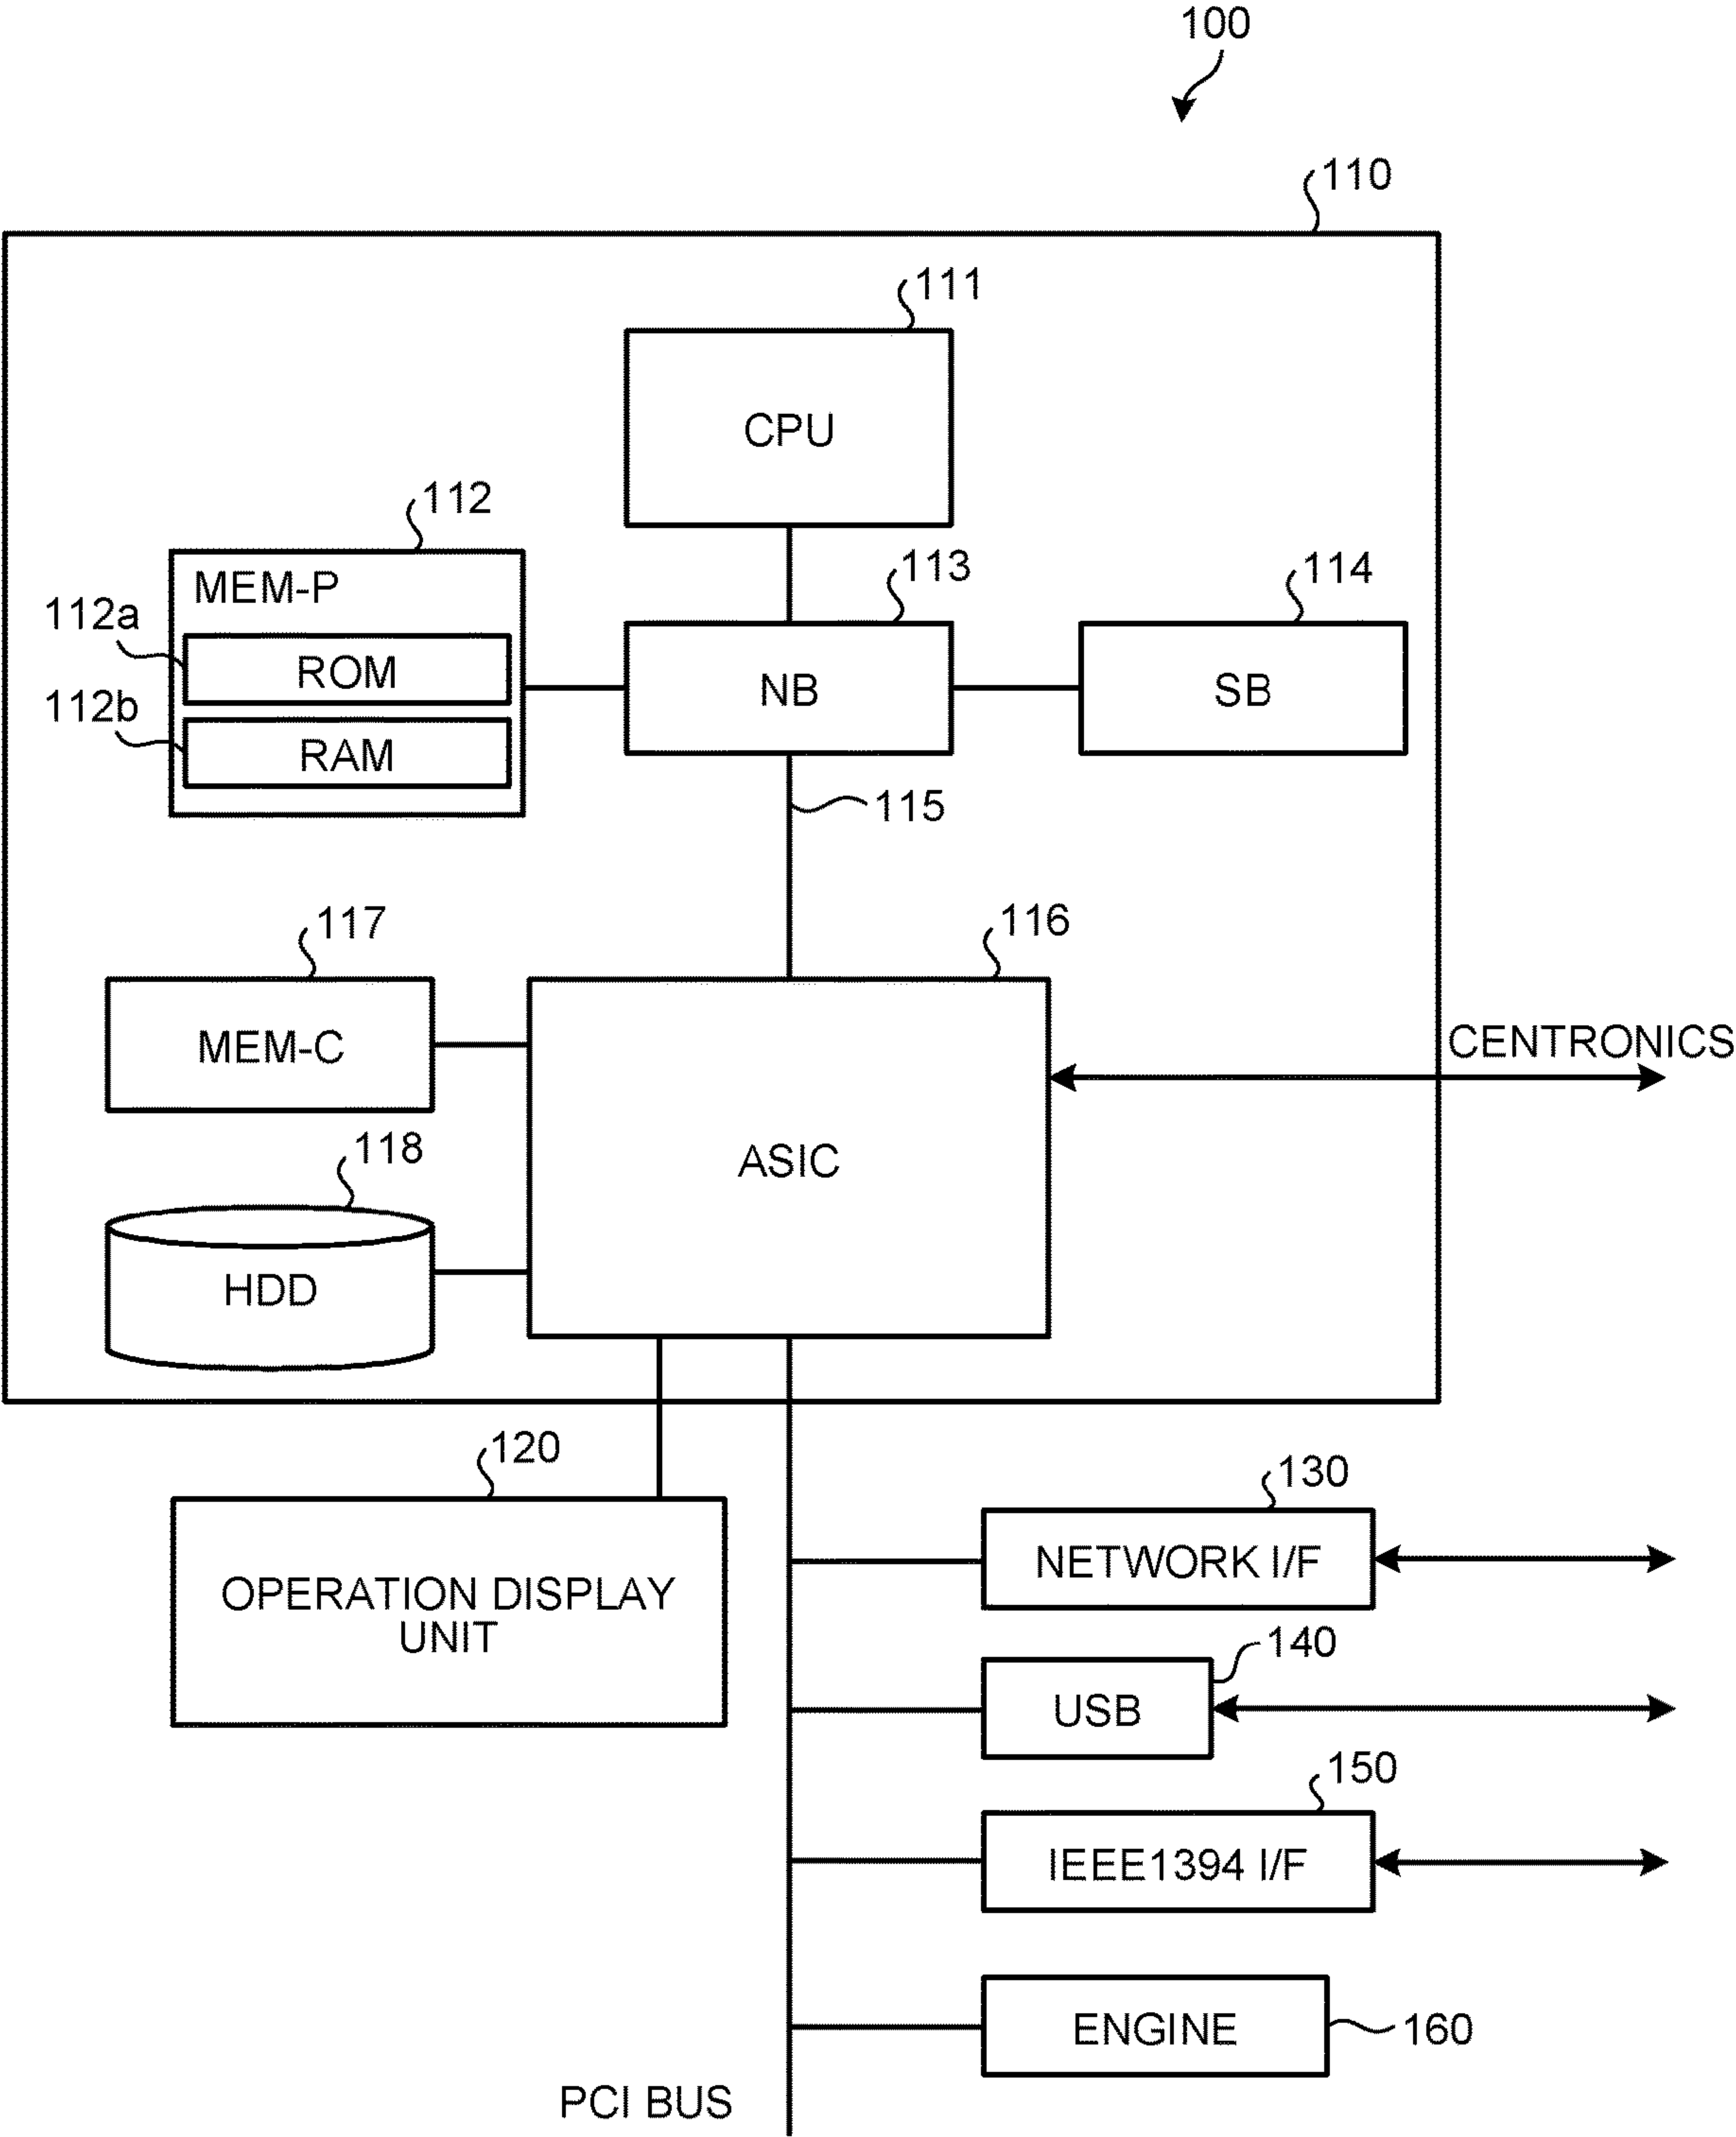 100
110
111
CPU
112
MEM-P
112a
ROM
112b
RAM
113
NB
114
SB
115
117
MEM-C
116
ASIC
CENTRONICS
118
HDD
120
OPERATION DISPLAY
UNIT
130
NETWORK I/F
140
USB
150
IEEE1394 I/F
ENGINE
160
PCI BUS